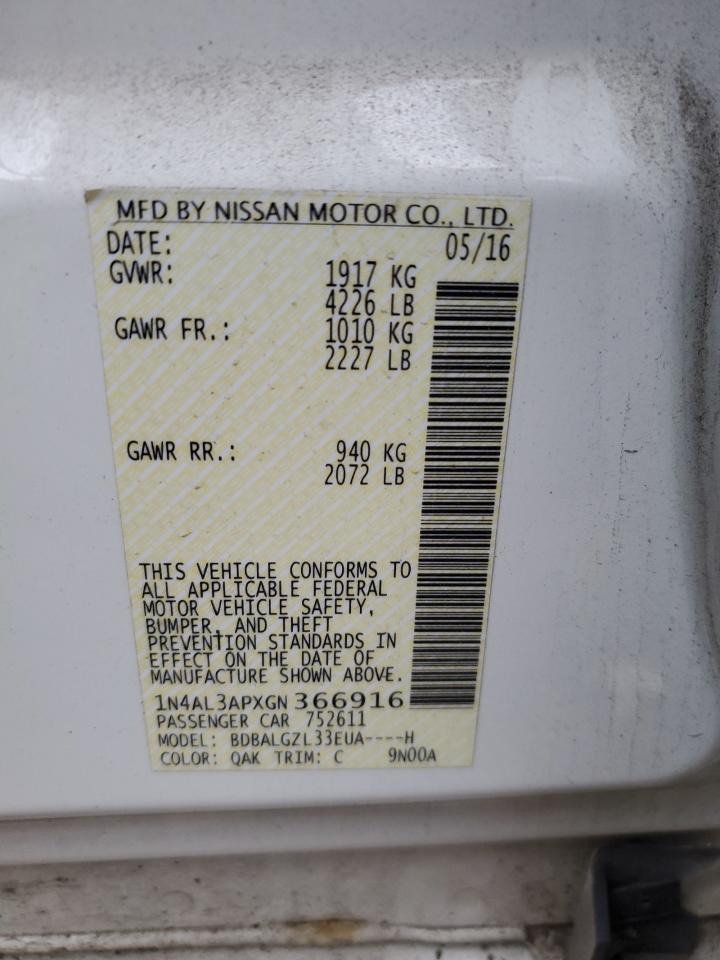 MFD BY NISSAN MOTOR CO., LTD.
DATE: 05/16
GVWR: 1917 KG
4226 LB
GAWR FR.: 1010 KG
2227 LB
GAWR RR.: 940 KG
2072 LB
THIS VEHICLE CONFORMS TO
ALL APPLICABLE FEDERAL
MOTOR VEHICLE SAFETY,
BUMPER, AND THEFT
PREVENTION STANDARDS IN
EFFECT ON THE DATE OF
MANUFACTURE SHOWN ABOVE.
1N4AL3APXGN 366916
PASSENGER CAR 752611
MODEL: BDBALGZL33EUA----H
COLOR: QAK TRIM: C 9N00A